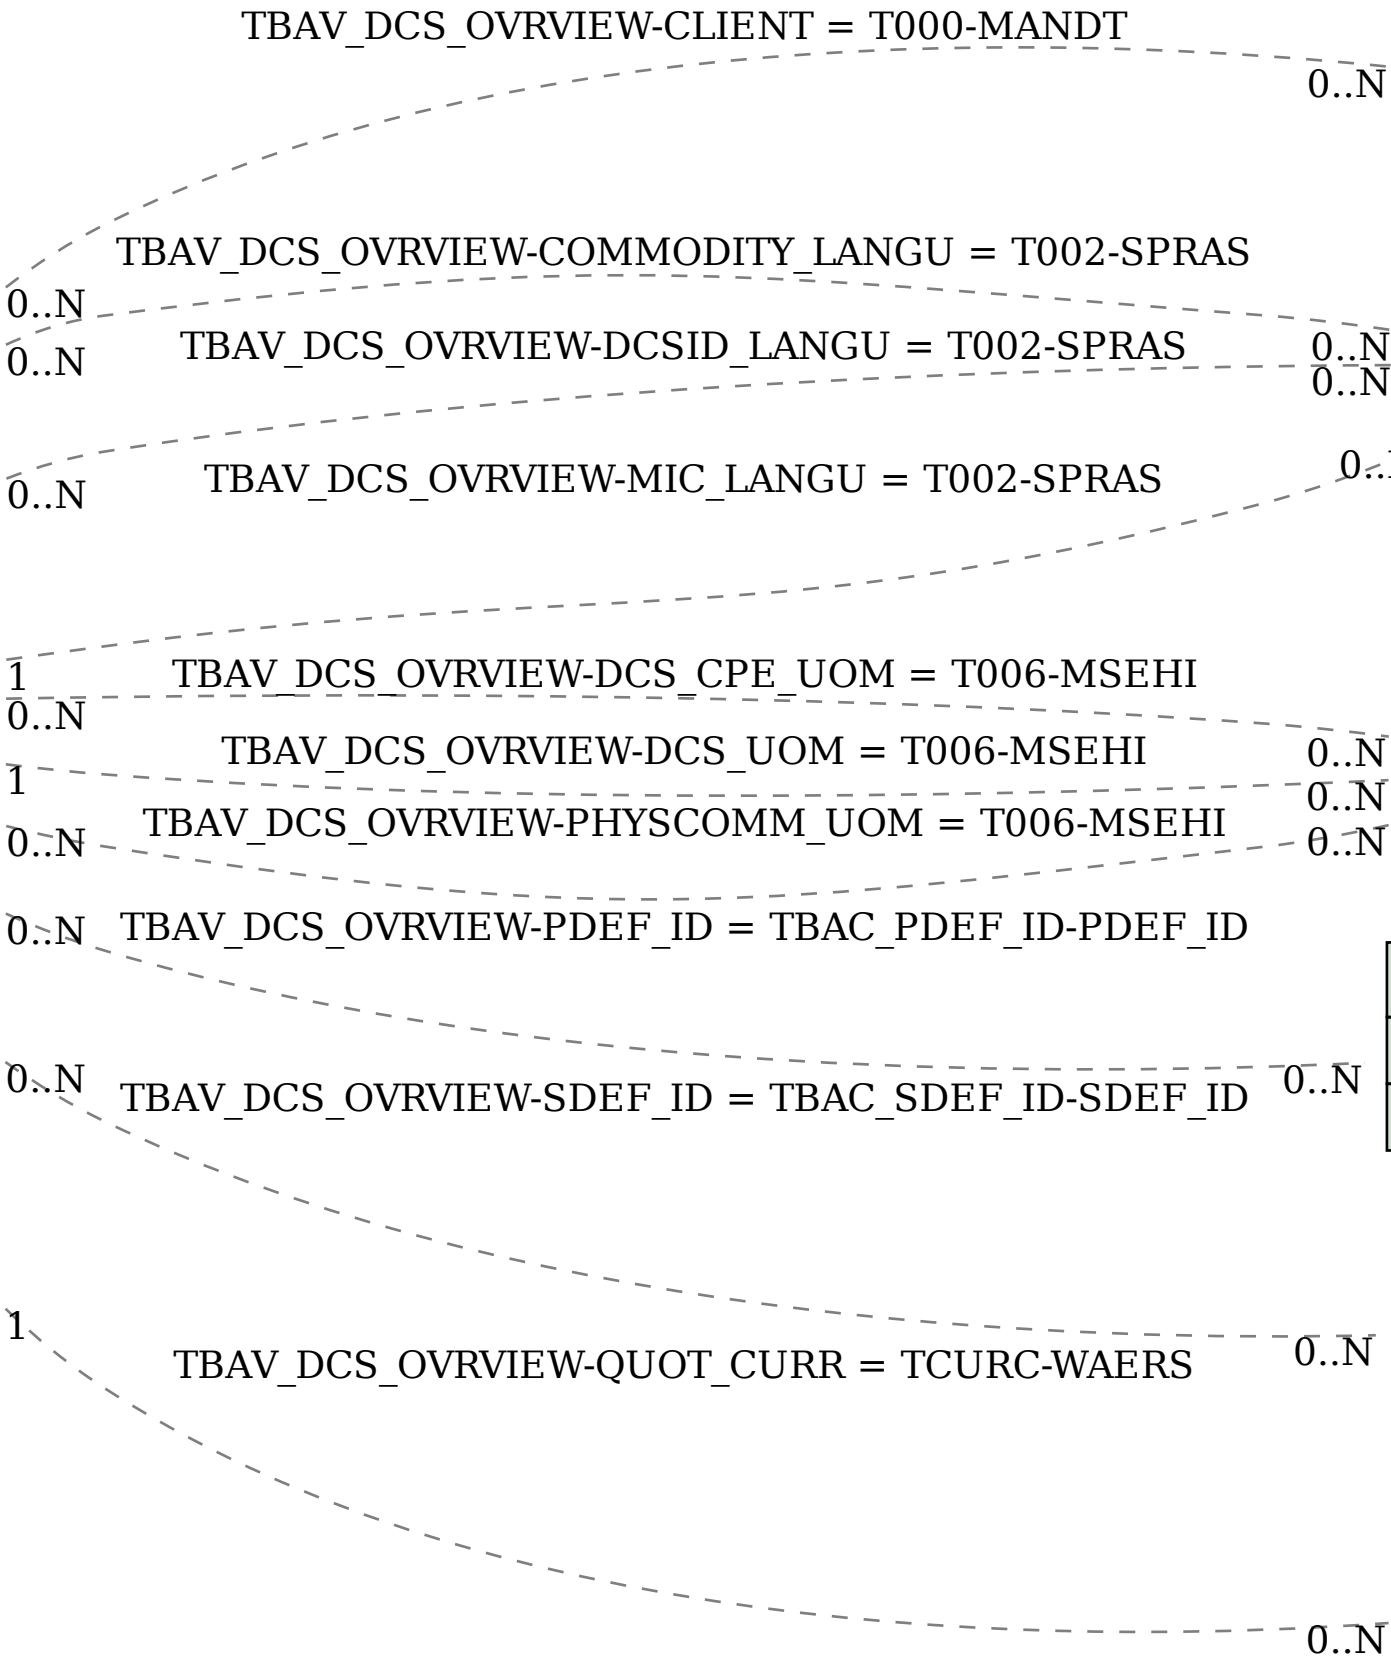 TBAV_DCS_OVRVIEW-CLIENT = T000-MANDT
0..N
TBAV_DCS_OVRVIEW-COMMODITY_LANGU = T002-SPRAS
0..N
0..N
TBAV_DCS_OVRVIEW-DCSID_LANGU = T002-SPRAS
0..N
0..N
0..N
TBAV_DCS_OVRVIEW-MIC_LANGU = T002-SPRAS
0..
1
TBAV_DCS_OVRVIEW-DCS_CPE_UOM = T006-MSEHI
0..N
TBAV_DCS_OVRVIEW-DCS_UOM = T006-MSEHI
0..N
1
0..N
TBAV_DCS_OVRVIEW-PHYSCOMM_UOM = T006-MSEHI
0..N
0..N
0..N
TBAV_DCS_OVRVIEW-PDEF_ID = TBAC_PDEF_ID-PDEF_ID
0..N
0..N
TBAV_DCS_OVRVIEW-SDEF_ID = TBAC_SDEF_ID-SDEF_ID
1
0..N
TBAV_DCS_OVRVIEW-QUOT_CURR = TCURC-WAERS
0..N